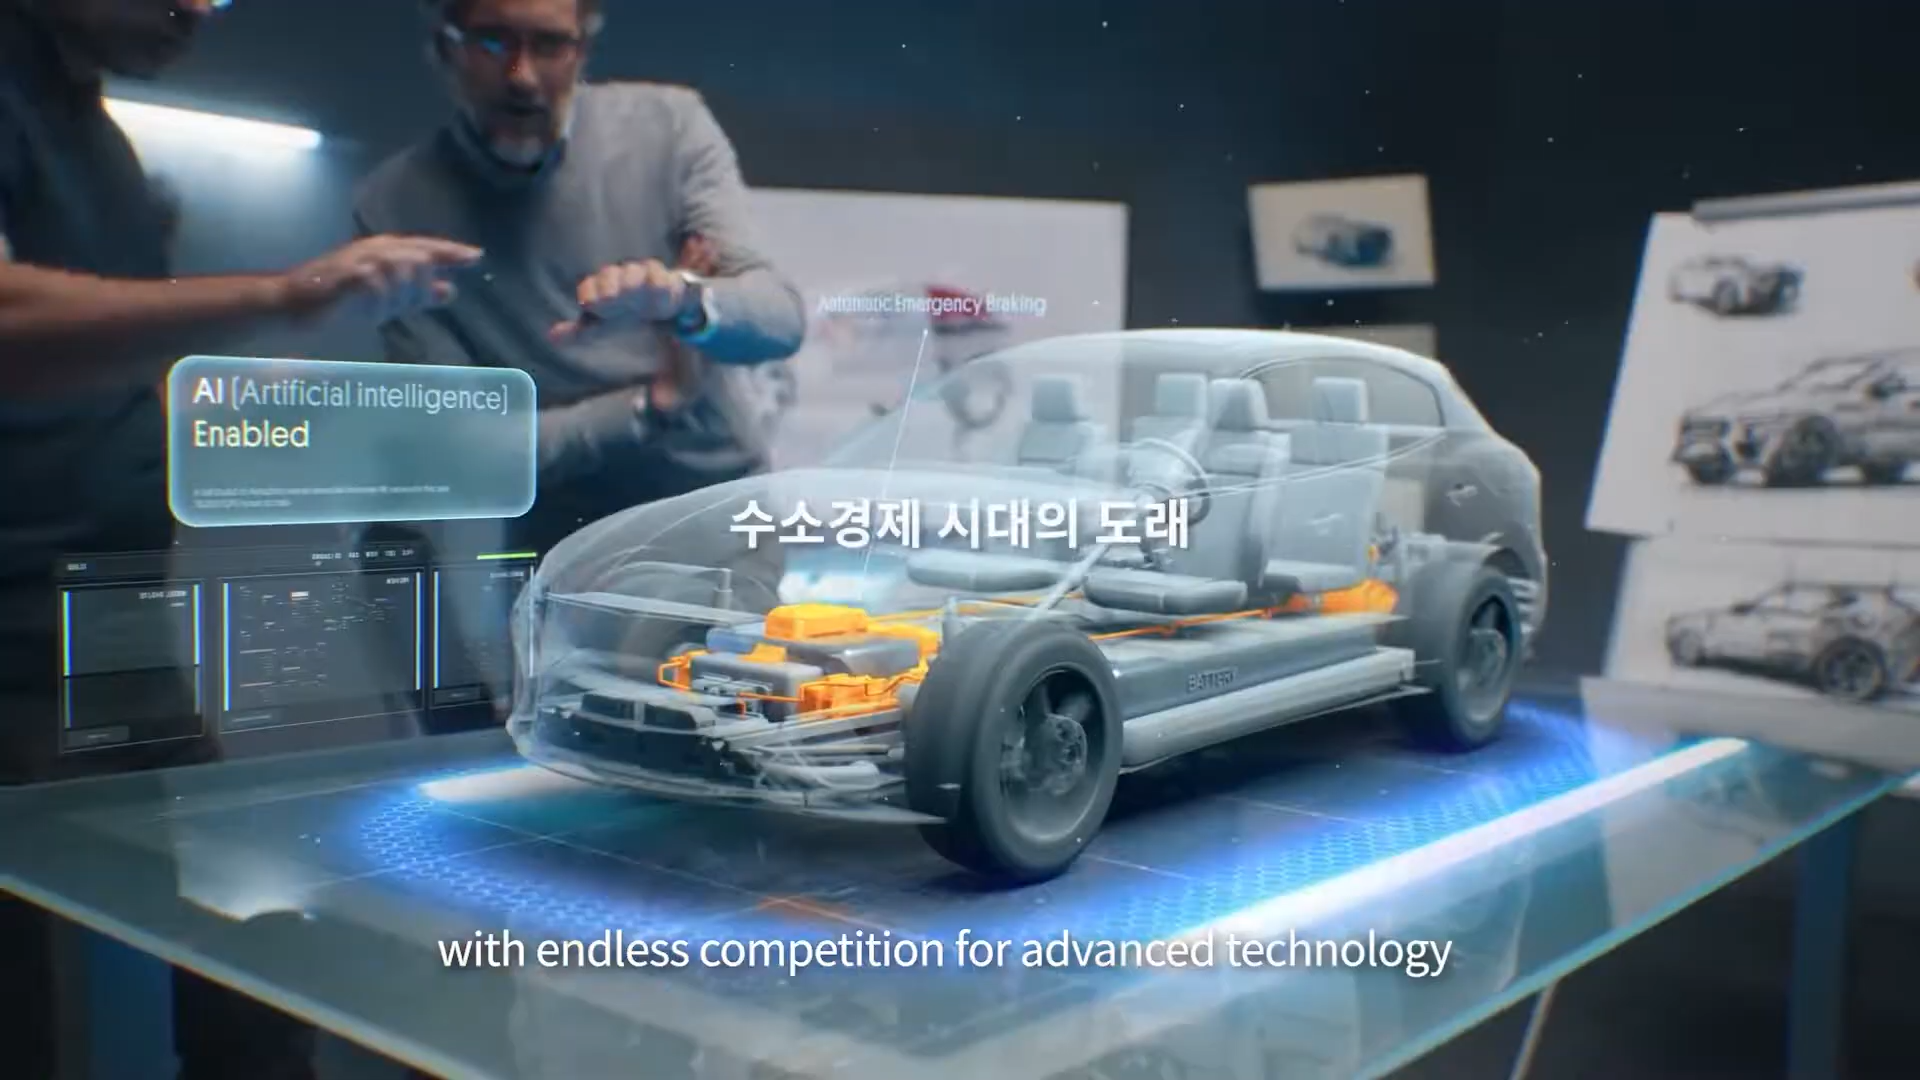 Automatic Emergency Braking
AI (Artificial intelligence)
Enabled
수소경제 시대의 도래
BATTERY
with endless competition for advanced technology